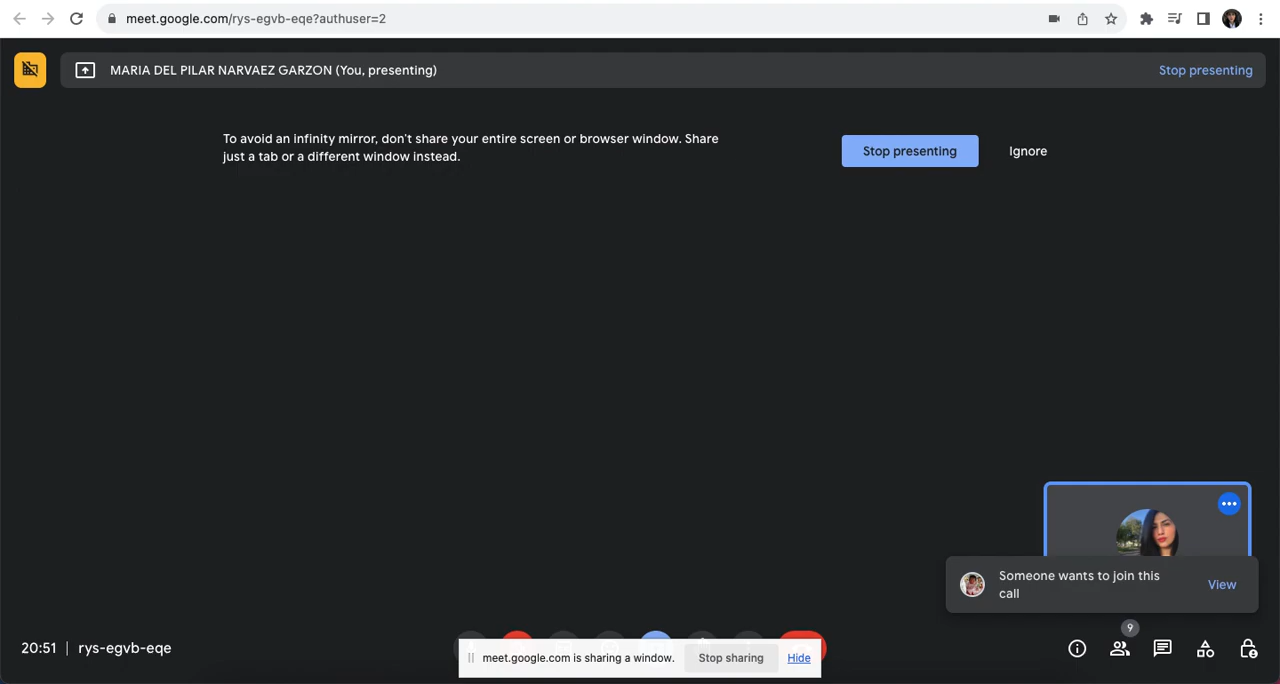 meet.google.com/rys-egvb-eqe?authuser=2
MARIA DEL PILAR NARVAEZ GARZON (You, presenting)
Stop presenting
To avoid an infinity mirror, don't share your entire screen or browser window. Share
just a tab or a different window instead.
Stop presenting
Ignore
Someone wants to join this
call
View
9
20:51 | rys-egvb-eqe
meet.google.com is sharing a window.
Stop sharing
Hide